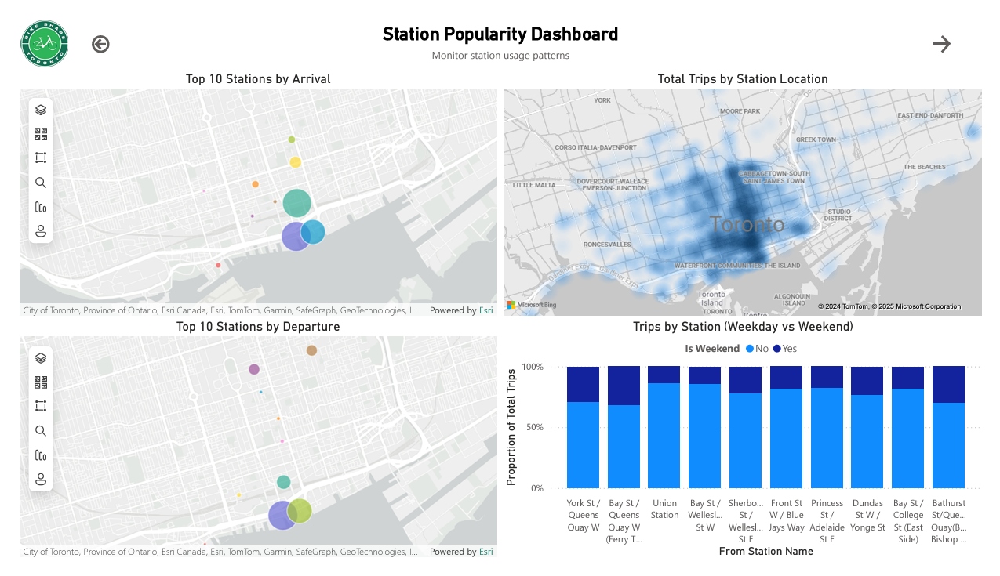 BIKE SHARE
TORONTO
Station Popularity Dashboard
Monitor station usage patterns
Top 10 Stations by Arrival
City of Toronto, Province of Ontario, Esri Canada, Esri, TomTom, Garmin, SafeGraph, GeoTechnologies, I... Powered by Esri
Total Trips by Station Location
YORK
MOORE PARK
EAST END-DANFORTH
GREEK TOWN
CORSO ITALIA-DAVENPORT
THE BEACHES
CABBAGETOWN-SOUTH
SAINT JAMES TOWN
LITTLE MALTA
DOVERCOURT-WALLACE
EMERSON-JUNCTION
STUDIO
DISTRICT
Toronto
RONCESVALLES
WATERFRONT COMMUNITIES-THE ISLAND
Gardiner Expy
Gardiner Expy
Toronto
Island
ALGONQUIN
ISLAND
TORONTO
Centre
Microsoft Bing
© 2024 TomTom, © 2025 Microsoft Corporation
Top 10 Stations by Departure
City of Toronto, Province of Ontario, Esri Canada, Esri, TomTom, Garmin, SafeGraph, GeoTechnologies, I... Powered by Esri
Trips by Station (Weekday vs Weekend)
Is Weekend No Yes
Proportion of Total Trips
100%
50%
0%
York St /
Queens
Quay W
Bay St /
Queens
Quay W
(Ferry T...
Union
Station
Bay St /
Wellesl...
St W
Sherbo...
St /
Wellesl...
St E
Front St
W / Blue
Jays Way
Princess
St /
Adelaide
St E
Dundas
St W /
Yonge St
Bay St /
College
St (East
Side)
Bathurst
St/Que...
Quay(B...
Bishop ...
From Station Name